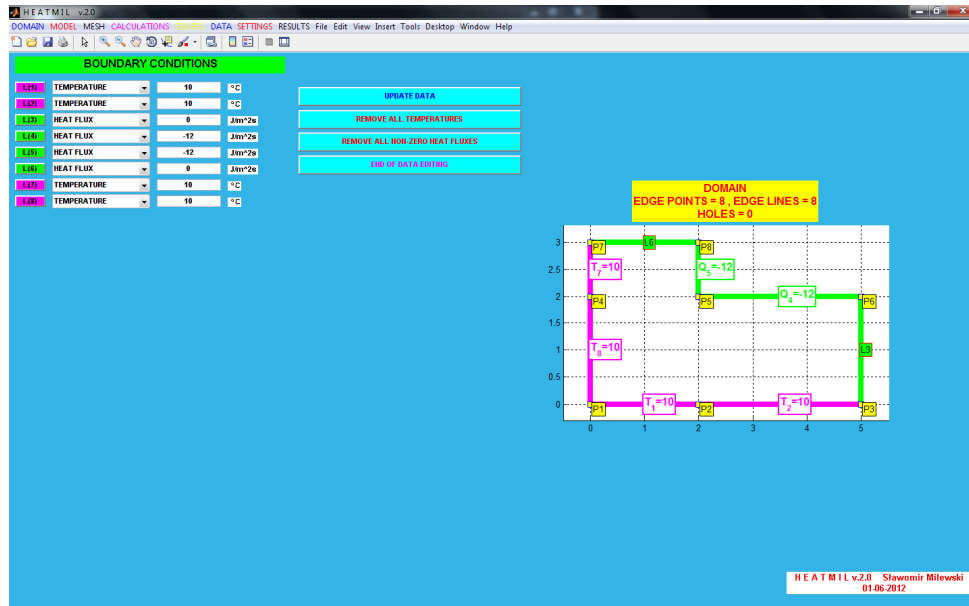 HEATMIL v.2.0
DOMAIN MODEL MESH CALCULATIONS DATA SETTINGS RESULTS File Edit View Insert Tools Desktop Window Help
BOUNDARY CONDITIONS
L(1) TEMPERATURE 10 °C
L(2) TEMPERATURE 10 °C
L(3) HEAT FLUX 0 J/m^2s
L(4) HEAT FLUX -12 J/m^2s
L(5) HEAT FLUX -12 J/m^2s
L(6) HEAT FLUX 0 J/m^2s
L(7) TEMPERATURE 10 °C
L(8) TEMPERATURE 10 °C
UPDATE DATA
REMOVE ALL TEMPERATURES
REMOVE ALL NON-ZERO HEAT FLUXES
END OF DATA EDITING
DOMAIN
EDGE POINTS = 8 , EDGE LINES = 8
HOLES = 0
3 P7 L6 P8
2.5 T7=10 Q5=-12
2 P4 P5 Q4=-12 P6
1.5
1 T8=10 L3
0.5
0 P1 T1=10 P2 T2=10 P3
0 1 2 3 4 5
H E A T M I L v.2.0 Sławomir Milewski
01-06-2012